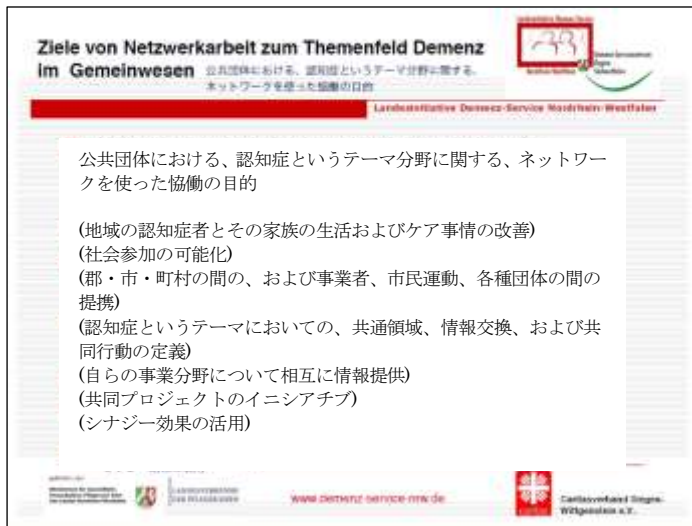 Ziele von Netzwerkarbeit zum Themenfeld Demenz
im Gemeinwesen 公共団体における、認知症というテーマ分野に関する、
ネットワークを使った協働の目的
Landesinitiative Demenz-Service Nordrhein-Westfalen
公共団体における、認知症というテーマ分野に関する、ネットワー
クを使った恊働の目的
(地域の認知症者とその家族の生活およびケア事情の改善)
(社会参加の可能化)
(郡・市・町村の間の、および事業者、市民運動、各種団体の間の
提携)
(認知症というテーマにおいての、共通領域、情報交換、および共
同行動の定義)
(自らの事業分野について相互に情報提供)
(共同プロジェクトのイニシアチブ)
(シナジー効果の活用)
www.demenz-service-nrw.de
Caritasverband Siegen-
Wittgenstein e.V.